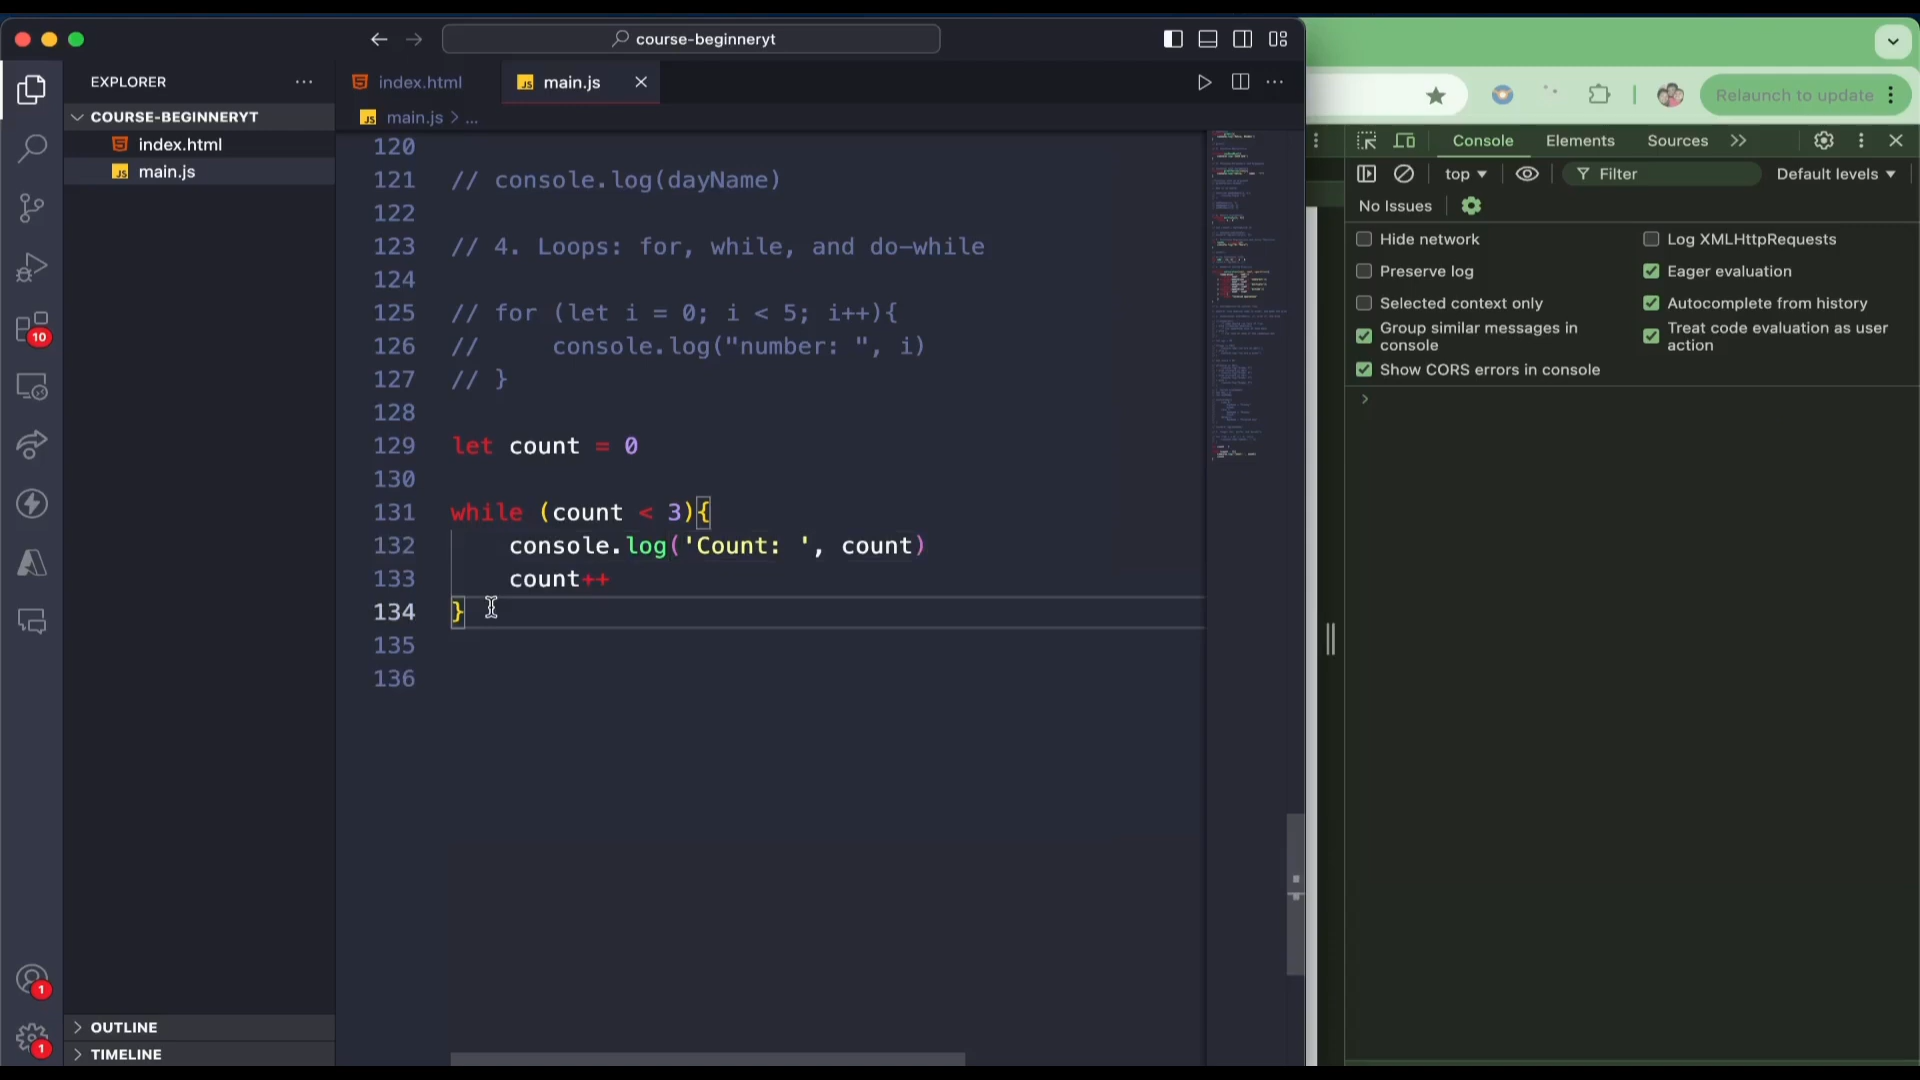 course-beginneryt
EXPLORER
index.html
main.js
COURSE-BEGINNERYT
index.html
main.js
main.js > ...
120
121 // console.log(dayName)
122
123 // 4. Loops: for, while, and do-while
124
125 // for (let i = 0; i < 5; i++){
126 //     console.log("number: ", i)
127 // }
128
129 let count = 0
130
131 while (count < 3){
132     console.log('Count: ', count)
133     count++
134 }
135
136
10
1
1
OUTLINE
TIMELINE
Relaunch to update
Console Elements Sources
top Filter Default levels
No Issues
Hide network Log XMLHttpRequests
Preserve log Eager evaluation
Selected context only Autocomplete from history
Group similar messages in console
Treat code evaluation as user action
Show CORS errors in console